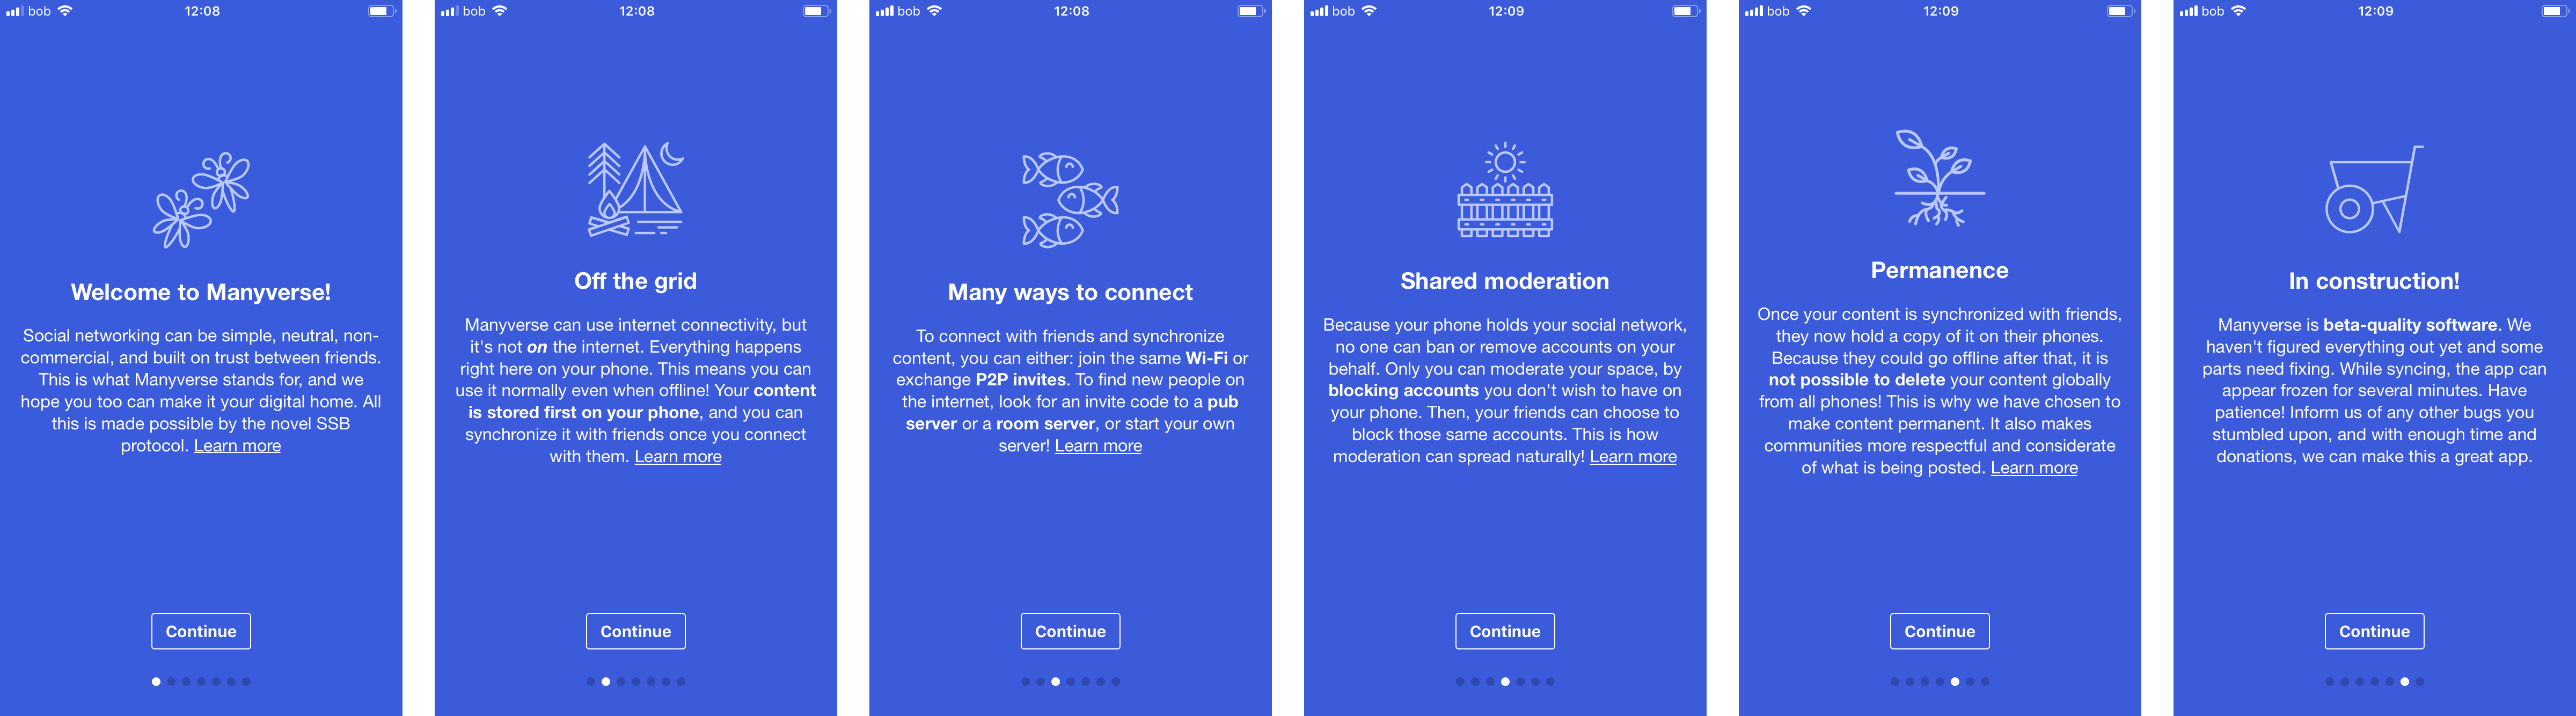 bob 12:08
Welcome to Manyverse!
Social networking can be simple, neutral, non-
commercial, and built on trust between friends.
This is what Manyverse stands for, and we
hope you too can make it your digital home. All
this is made possible by the novel SSB
protocol. Learn more
Continue
bob 12:08
Off the grid
Manyverse can use internet connectivity, but
it's not on the internet. Everything happens
right here on your phone. This means you can
use it normally even when offline! Your content
is stored first on your phone, and you can
synchronize it with friends once you connect
with them. Learn more
Continue
bob 12:08
Many ways to connect
To connect with friends and synchronize
content, you can either: join the same Wi-Fi or
exchange P2P invites. To find new people on
the internet, look for an invite code to a pub
server or a room server, or start your own
server! Learn more
Continue
bob 12:09
Shared moderation
Because your phone holds your social network,
no one can ban or remove accounts on your
behalf. Only you can moderate your space, by
blocking accounts you don't wish to have on
your phone. Then, your friends can choose to
block those same accounts. This is how
moderation can spread naturally! Learn more
Continue
bob 12:09
Permanence
Once your content is synchronized with friends,
they now hold a copy of it on their phones.
Because they could go offline after that, it is
not possible to delete your content globally
from all phones! This is why we have chosen to
make content permanent. It also makes
communities more respectful and considerate
of what is being posted. Learn more
Continue
bob 12:09
In construction!
Manyverse is beta-quality software. We
haven't figured everything out yet and some
parts need fixing. While syncing, the app can
appear frozen for several minutes. Have
patience! Inform us of any other bugs you
stumbled upon, and with enough time and
donations, we can make this a great app.
Continue